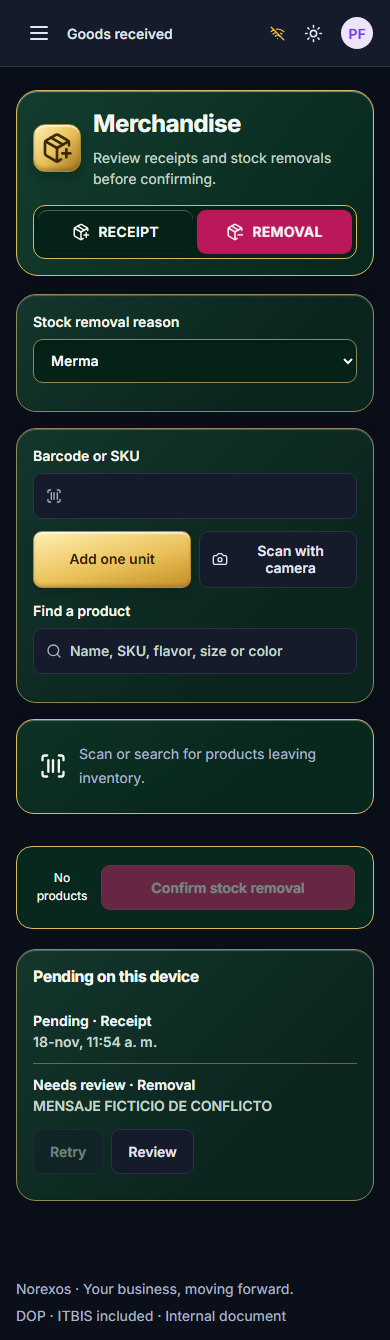 Goods received
PF
Merchandise
Review receipts and stock removals
before confirming.
RECEIPT
REMOVAL
Stock removal reason
Merma
Barcode or SKU
Add one unit
Scan with
camera
Find a product
Name, SKU, flavor, size or color
Scan or search for products leaving
inventory.
No
products
Confirm stock removal
Pending on this device
Pending · Receipt
18-nov, 11:54 a. m.
Needs review · Removal
MENSAJE FICTICIO DE CONFLICTO
Retry
Review
Norexos · Your business, moving forward.
DOP · ITBIS included · Internal document